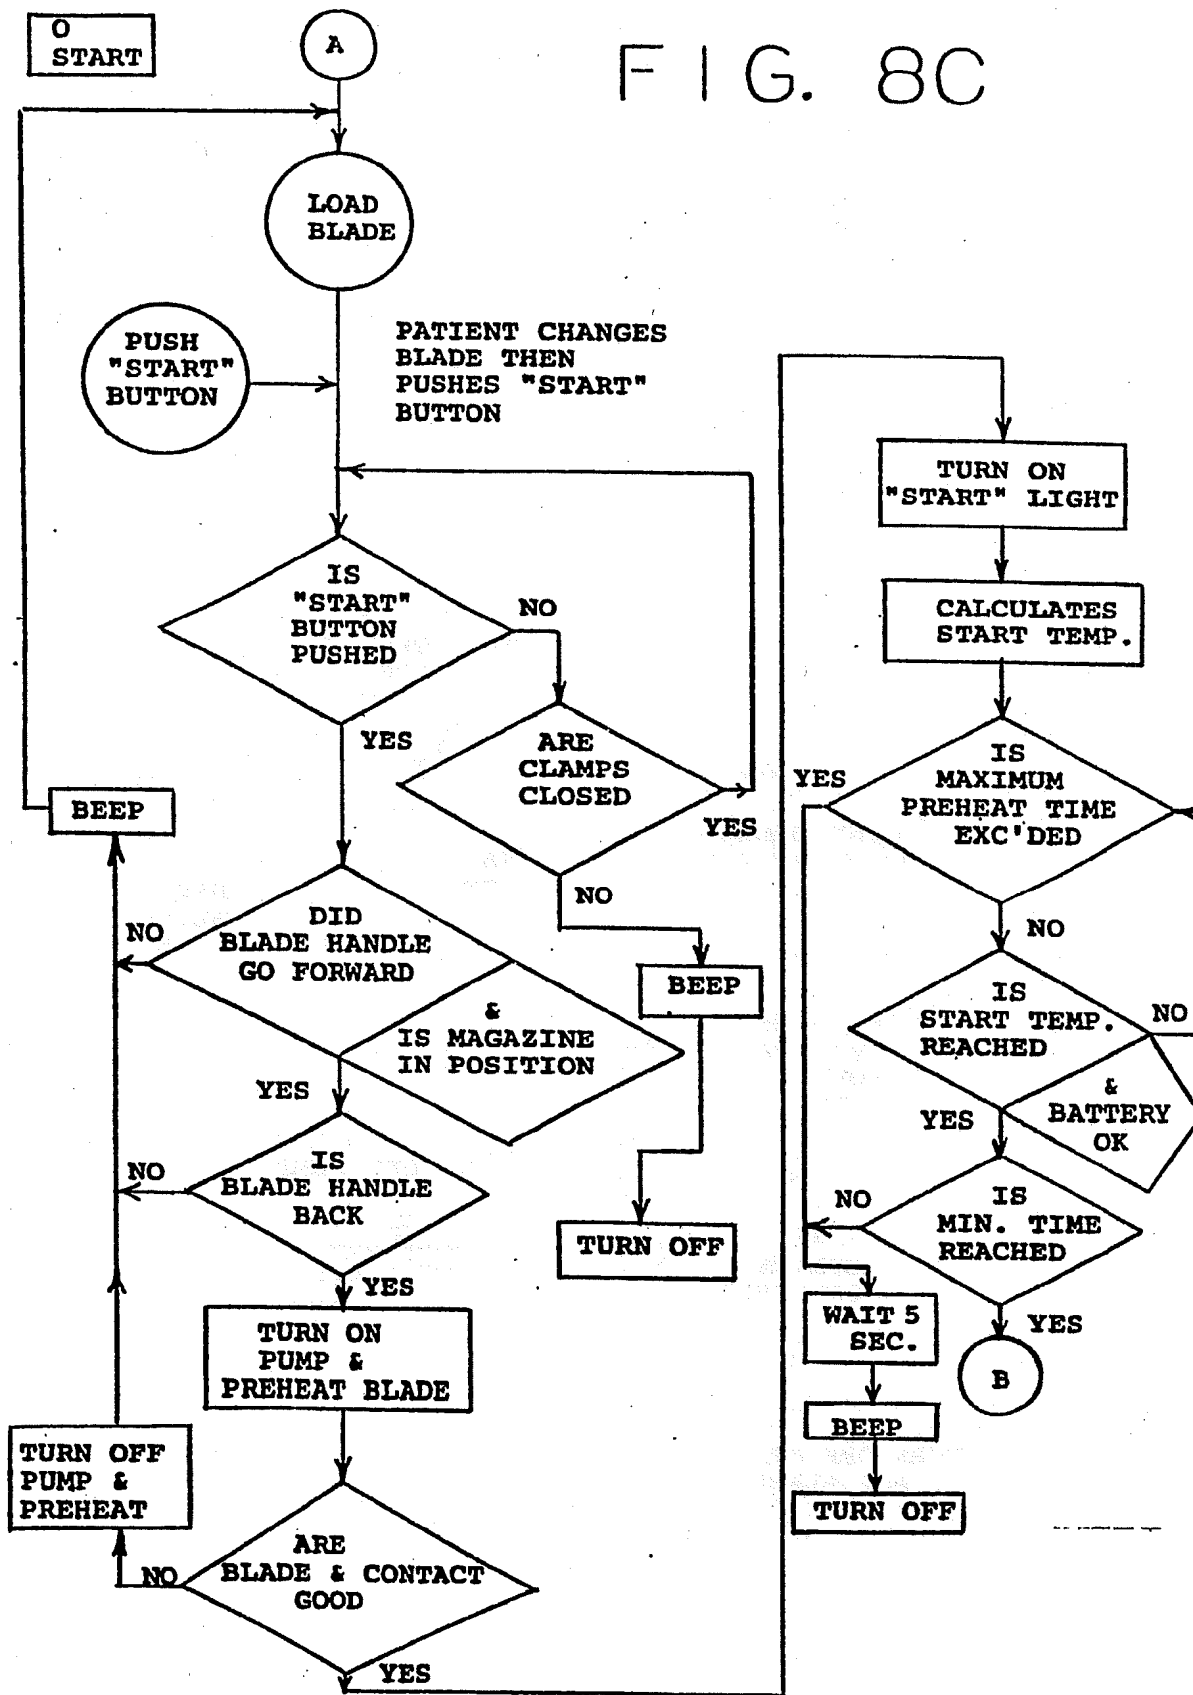 O
START
A
FIG. 8C
LOAD
BLADE
PUSH
"START"
BUTTON
PATIENT CHANGES
BLADE THEN
PUSHES "START"
BUTTON
IS
"START"
BUTTON
PUSHED
NO
YES
ARE
CLAMPS
CLOSED
YES
NO
BEEP
DID
BLADE HANDLE
GO FORWARD
NO
&
IS MAGAZINE
IN POSITION
YES
BEEP
TURN OFF
IS
BLADE HANDLE
BACK
NO
YES
TURN ON
PUMP &
PREHEAT BLADE
TURN OFF
PUMP &
PREHEAT
ARE
BLADE & CONTACT
GOOD
NO
YES
TURN ON
"START" LIGHT
CALCULATES
START TEMP.
IS
MAXIMUM
PREHEAT TIME
EXC'DED
YES
NO
IS
START TEMP.
REACHED
NO
&
BATTERY
OK
YES
IS
MIN. TIME
REACHED
NO
YES
WAIT 5
SEC.
B
BEEP
TURN OFF